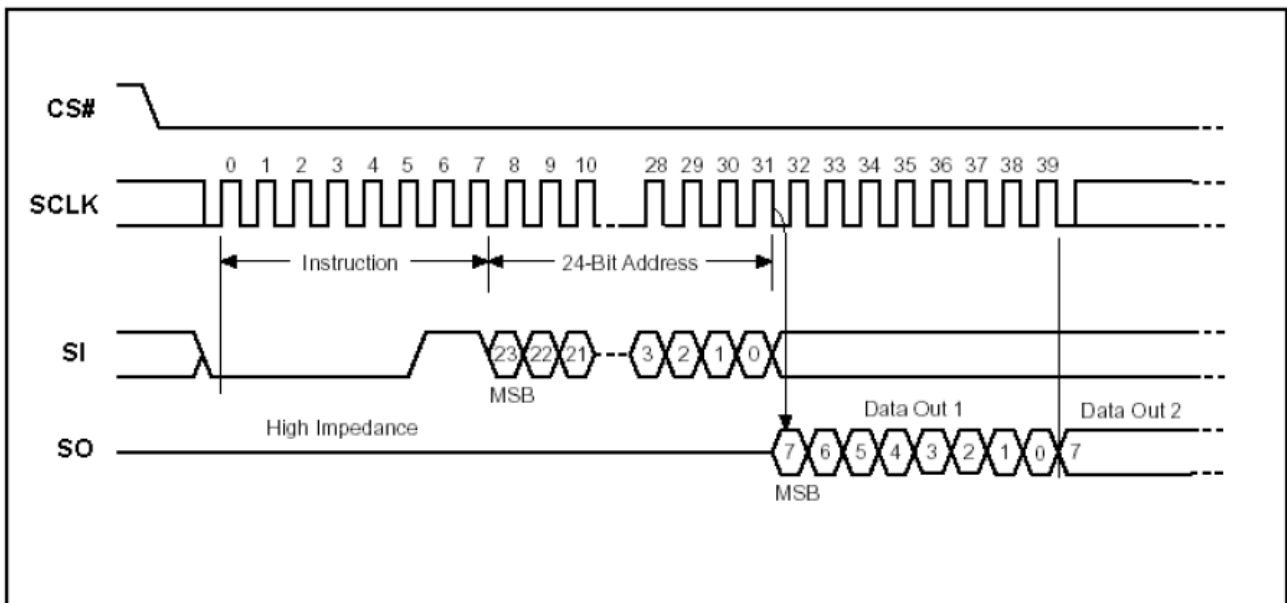 CS#
0 1 2 3 4 5 6 7 8 9 10 28 29 30 31 32 33 34 35 36 37 38 39
SCLK
Instruction 24-Bit Address
SI 23 22 21 3 2 1 0
MSB Data Out 1 Data Out 2
High Impedance
SO 7 6 5 4 3 2 1 0 7
MSB